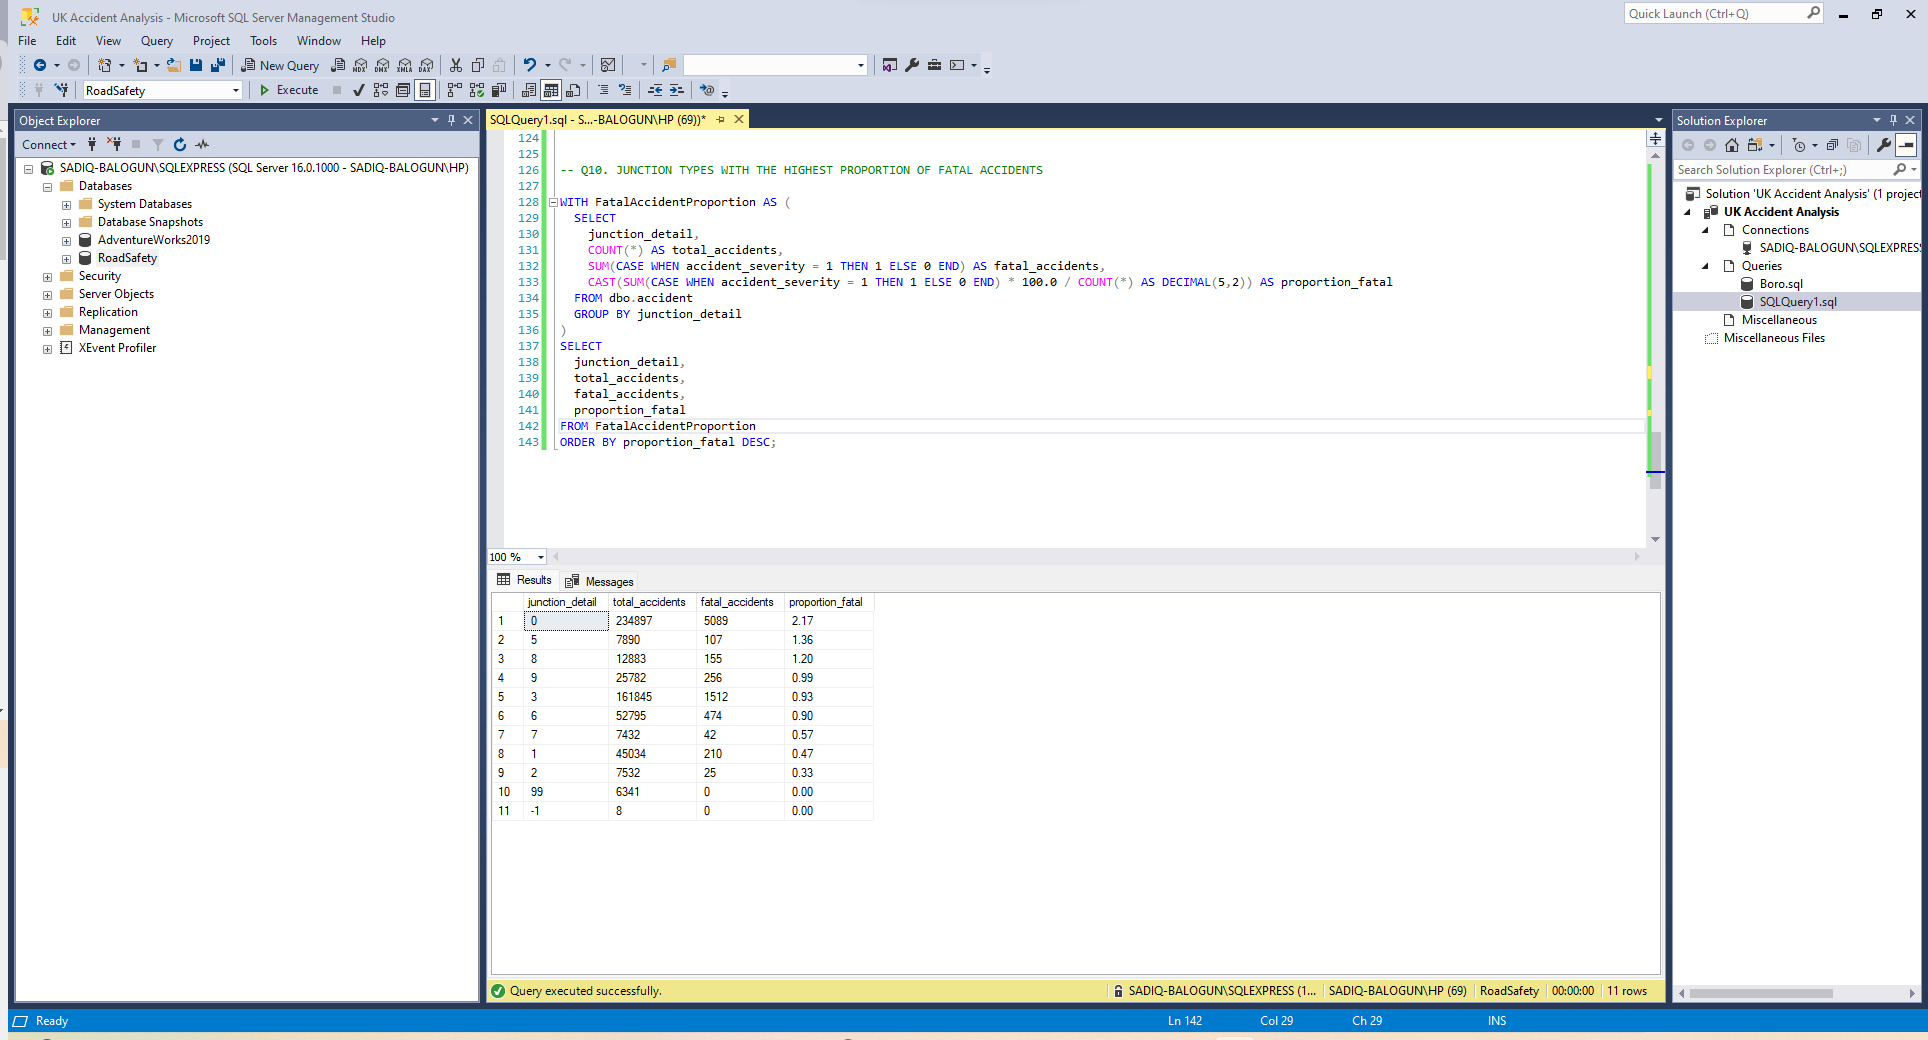 UK Accident Analysis - Microsoft SQL Server Management Studio
Quick Launch (Ctrl+Q)
File Edit View Query Project Tools Window Help
New Query MDX DMX XMLA DAX
RoadSafety Execute
Object Explorer
Connect
SADIQ-BALOGUN\SQLEXPRESS (SQL Server 16.0.1000 - SADIQ-BALOGUN\HP)
Databases
System Databases
Database Snapshots
AdventureWorks2019
RoadSafety
Security
Server Objects
Replication
Management
XEvent Profiler
SQLQuery1.sql - S...-BALOGUN\HP (69))*
124
125
126 -- Q10. JUNCTION TYPES WITH THE HIGHEST PROPORTION OF FATAL ACCIDENTS
127
128 WITH FatalAccidentProportion AS (
129 SELECT
130 junction_detail,
131 COUNT(*) AS total_accidents,
132 SUM(CASE WHEN accident_severity = 1 THEN 1 ELSE 0 END) AS fatal_accidents,
133 CAST(SUM(CASE WHEN accident_severity = 1 THEN 1 ELSE 0 END) * 100.0 / COUNT(*) AS DECIMAL(5,2)) AS proportion_fatal
134 FROM dbo.accident
135 GROUP BY junction_detail
136 )
137 SELECT
138 junction_detail,
139 total_accidents,
140 fatal_accidents,
141 proportion_fatal
142 FROM FatalAccidentProportion
143 ORDER BY proportion_fatal DESC;
100 %
Results Messages
junction_detail total_accidents fatal_accidents proportion_fatal
1 0 234897 5089 2.17
2 5 7890 107 1.36
3 8 12883 155 1.20
4 9 25782 256 0.99
5 3 161845 1512 0.93
6 6 52795 474 0.90
7 7 7432 42 0.57
8 1 45034 210 0.47
9 2 7532 25 0.33
10 99 6341 0 0.00
11 -1 8 0 0.00
Query executed successfully. SADIQ-BALOGUN\SQLEXPRESS (1... SADIQ-BALOGUN\HP (69) RoadSafety 00:00:00 11 rows
Solution Explorer
Search Solution Explorer (Ctrl+;)
Solution 'UK Accident Analysis' (1 project
UK Accident Analysis
Connections
SADIQ-BALOGUN\SQLEXPRESS
Queries
Boro.sql
SQLQuery1.sql
Miscellaneous
Miscellaneous Files
Ready Ln 142 Col 29 Ch 29 INS